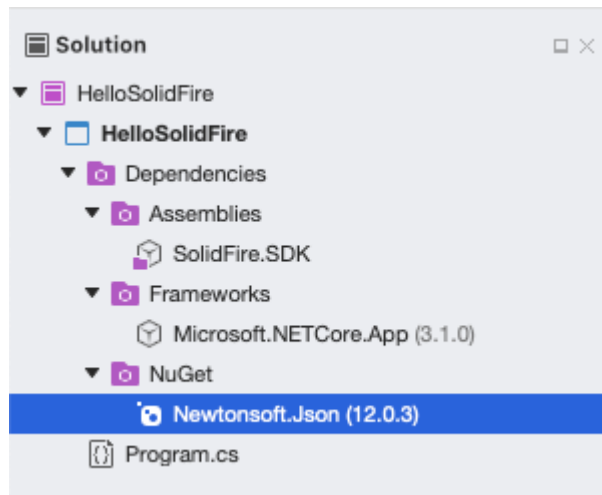 Solution
HelloSolidFire
HelloSolidFire
Dependencies
Assemblies
SolidFire.SDK
Frameworks
Microsoft.NETCore.App (3.1.0)
NuGet
Newtonsoft.Json (12.0.3)
Program.cs